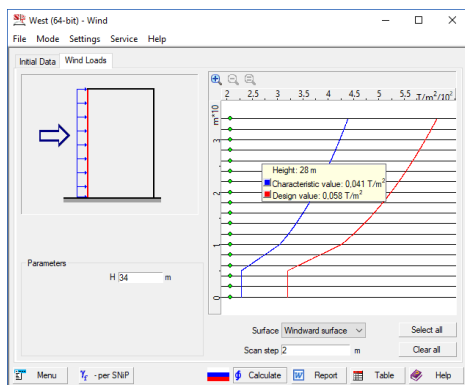 West (64-bit) - Wind
File Mode Settings Service Help
Initial Data Wind Loads
2 2.5 3 3.5 4 4.5 5 5.5 T/m²/10²
m*10
3
2
1
0
Height: 28 m
Characteristic value: 0,041 T/m²
Design value: 0,058 T/m²
Parameters
H 34 m
Surface Windward surface Select all
Scan step 2 m Clear all
Menu γf - per SNiP Calculate Report Table Help